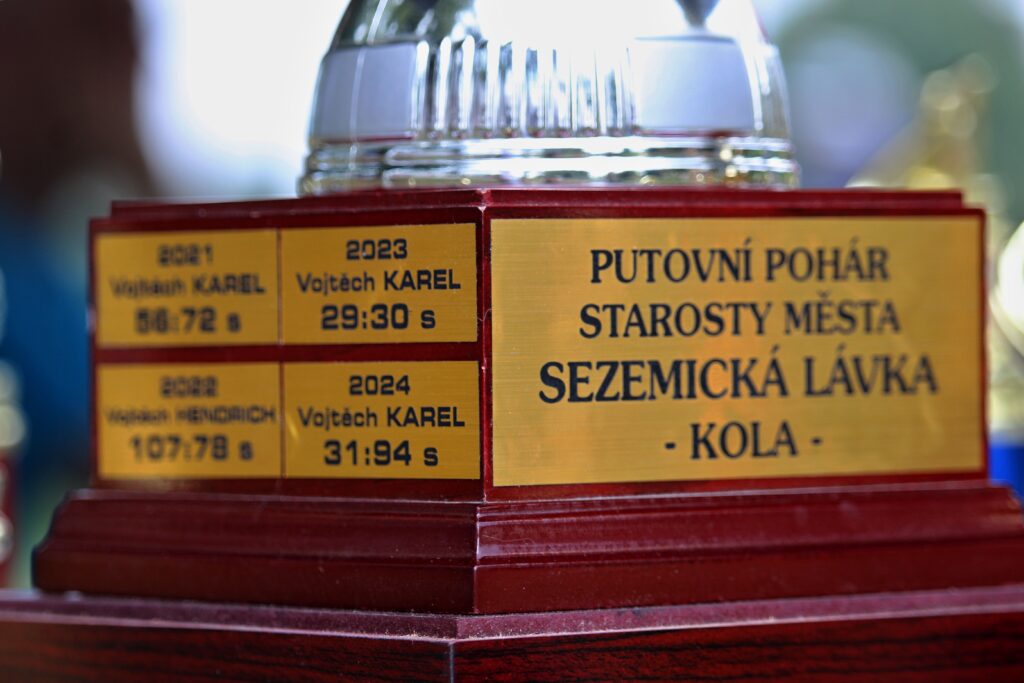 2021
Vojtěch KAREL
56:72 s
2022
Vojtěch HENDRICH
107:78 s
2023
Vojtěch KAREL
29:30 s
2024
Vojtěch KAREL
31:94 s
PUTOVNÍ POHÁR
STAROSTY MĚSTA
SEZEMICKÁ LÁVKA
- KOLA -